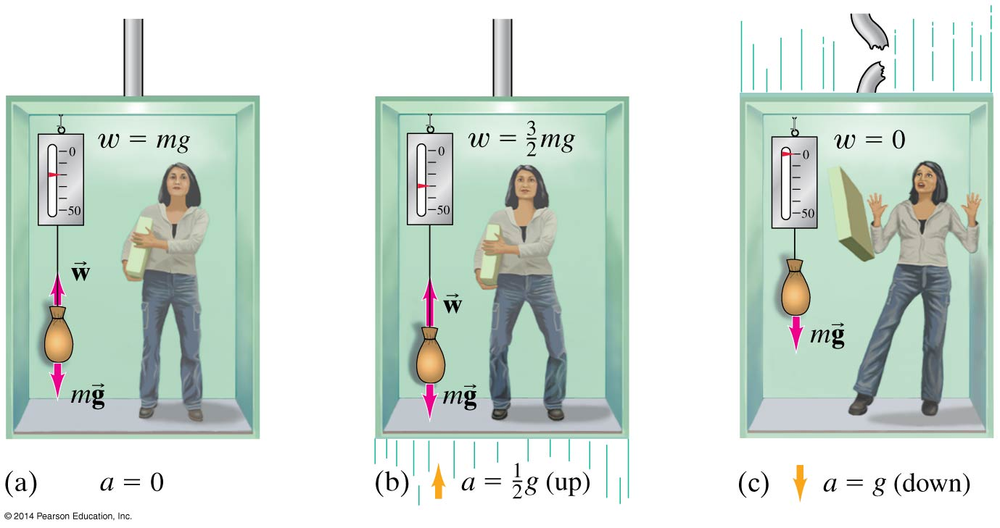 w = mg
0
50
w⃗
mg⃗
(a) a = 0
w = 3/2 mg
0
50
w⃗
mg⃗
(b) a = 1/2 g (up)
w = 0
0
50
mg⃗
(c) a = g (down)
© 2014 Pearson Education, Inc.